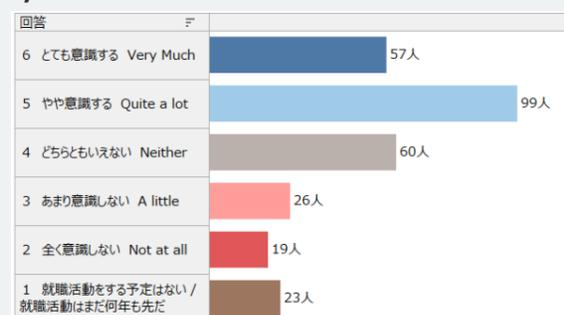 回答
6 とても意識する Very Much 57人
5 やや意識する Quite a lot 99人
4 どちらともいえない Neither 60人
3 あまり意識しない A little 26人
2 全く意識しない Not at all 19人
1 就職活動をする予定はない /
就職活動はまだ何年も先だ 23人